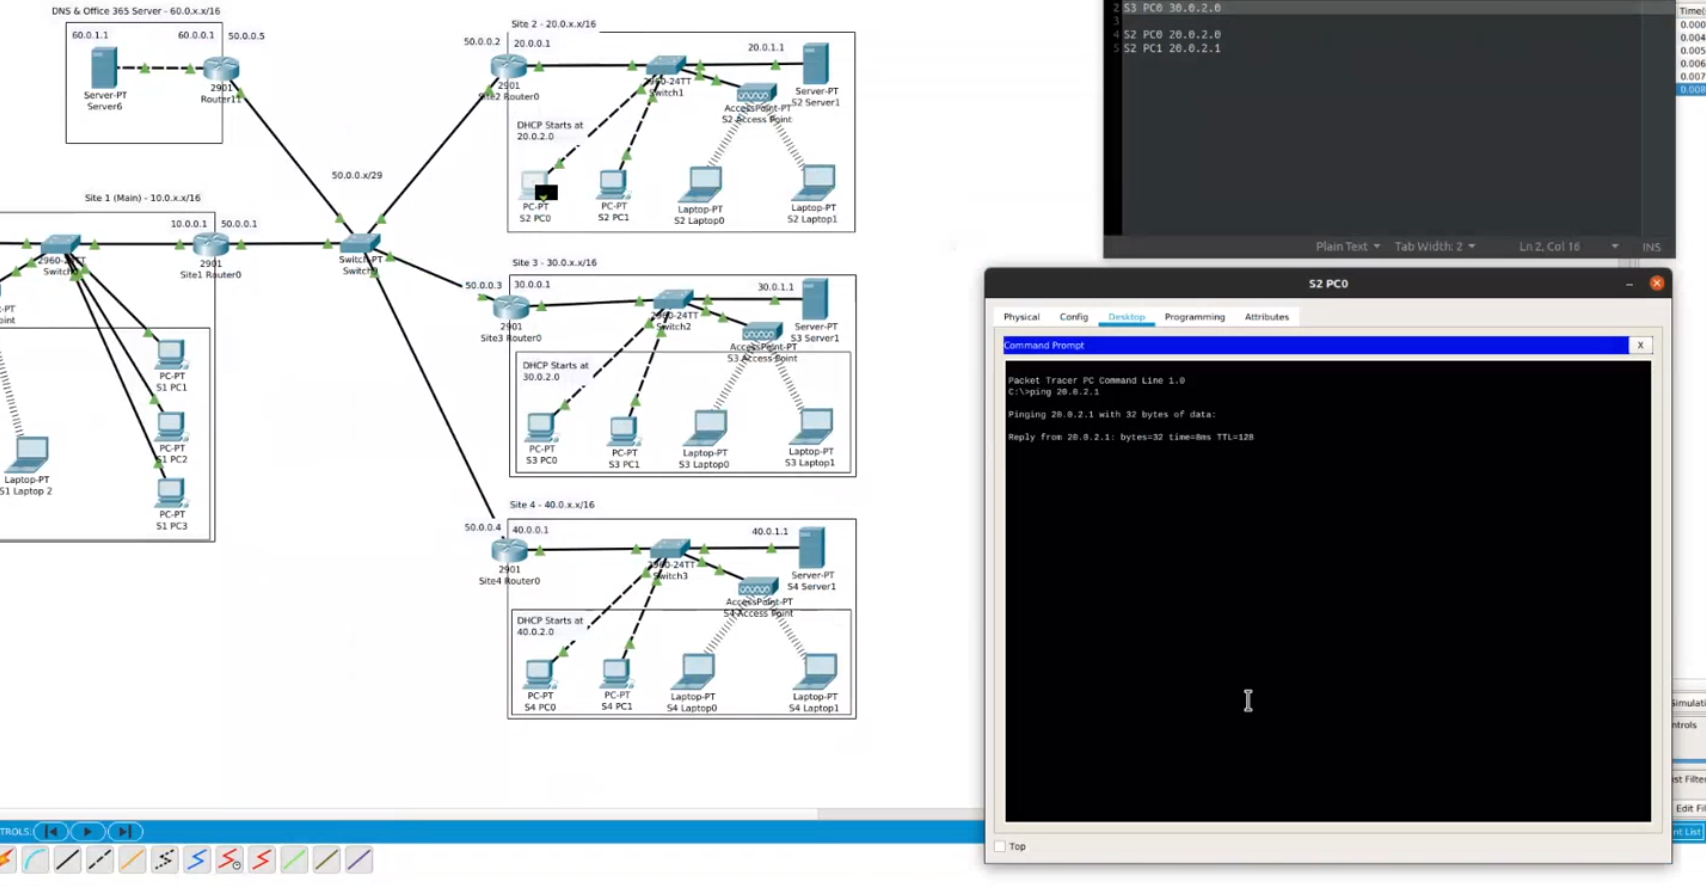 DNS & Office 365 Server - 60.0.x.x/16
60.0.1.1
60.0.0.1
50.0.0.5
Server-PT
Server6
2901
Router11
50.0.0.x/29
Site 1 (Main) - 10.0.x.x/16
10.0.0.1
50.0.0.1
2960-24TT
2901
Site1 Router0
Switch-PT
PC-PT
S1 PC1
PC-PT
S1 PC2
PC-PT
S1 PC3
Laptop-PT
S1 Laptop 2
Site 2 - 20.0.x.x/16
50.0.0.2
20.0.0.1
2901
Site2 Router0
2960-24TT
Switch1
20.0.1.1
Server-PT
S2 Server1
AccessPoint-PT
S2 Access Point
DHCP Starts at
20.0.2.0
PC-PT
S2 PC0
PC-PT
S2 PC1
Laptop-PT
S2 Laptop0
Laptop-PT
S2 Laptop1
Site 3 - 30.0.x.x/16
50.0.0.3
30.0.0.1
2901
Site3 Router0
2960-24TT
Switch2
30.0.1.1
Server-PT
S3 Server1
AccessPoint-PT
S3 Access Point
DHCP Starts at
30.0.2.0
PC-PT
S3 PC0
PC-PT
S3 PC1
Laptop-PT
S3 Laptop0
Laptop-PT
S3 Laptop1
Site 4 - 40.0.x.x/16
50.0.0.4
40.0.0.1
2901
Site4 Router0
2960-24TT
Switch3
40.0.1.1
Server-PT
S4 Server1
AccessPoint-PT
S4 Access Point
DHCP Starts at
40.0.2.0
PC-PT
S4 PC0
PC-PT
S4 PC1
Laptop-PT
S4 Laptop0
Laptop-PT
S4 Laptop1
TROLS:
2 S3 PC0 30.0.2.0
3
4 S2 PC0 20.0.2.0
5 S2 PC1 20.0.2.1
Plain Text Tab Width: 2 Ln 2, Col 16 INS
Time(
0.000
0.004
0.005
0.006
0.007
0.008
S2 PC0
Physical Config Desktop Programming Attributes
Command Prompt X
Packet Tracer PC Command Line 1.0
C:\>ping 20.0.2.1
Pinging 20.0.2.1 with 32 bytes of data:
Reply from 20.0.2.1: bytes=32 time=8ms TTL=128
Top
Simulati
ntrols
st Filter
Edit Fil
nt List